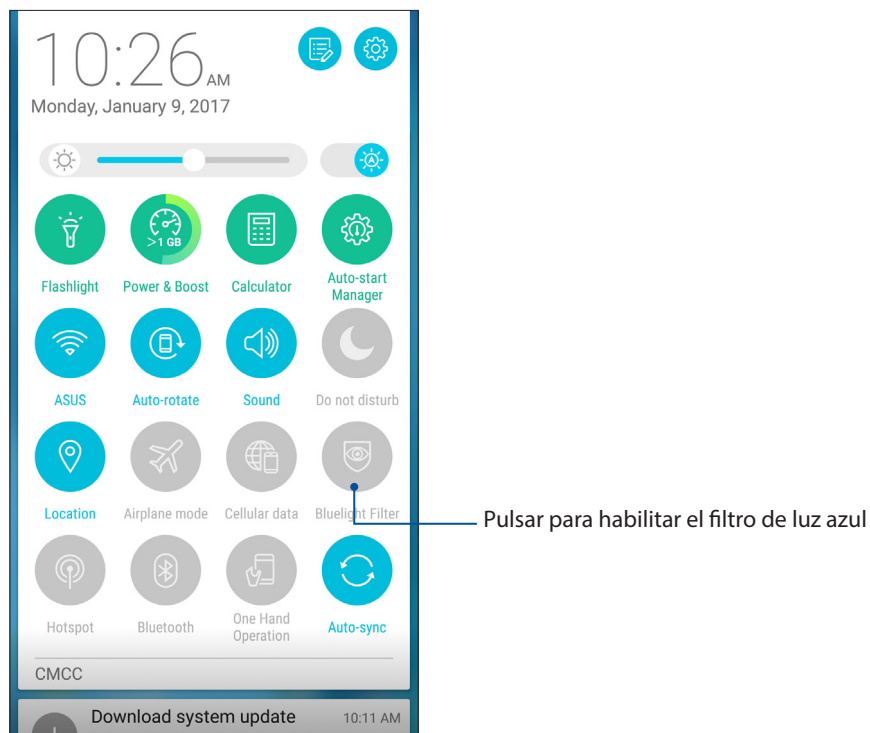 10:26 AM
Monday, January 9, 2017
A
>1 GB
Flashlight
Power & Boost
Calculator
Auto-start
Manager
ASUS
Auto-rotate
Sound
Do not disturb
Location
Airplane mode
Cellular data
Bluelight Filter
Pulsar para habilitar el filtro de luz azul
Hotspot
Bluetooth
One Hand
Operation
Auto-sync
CMCC
Download system update 10:11 AM